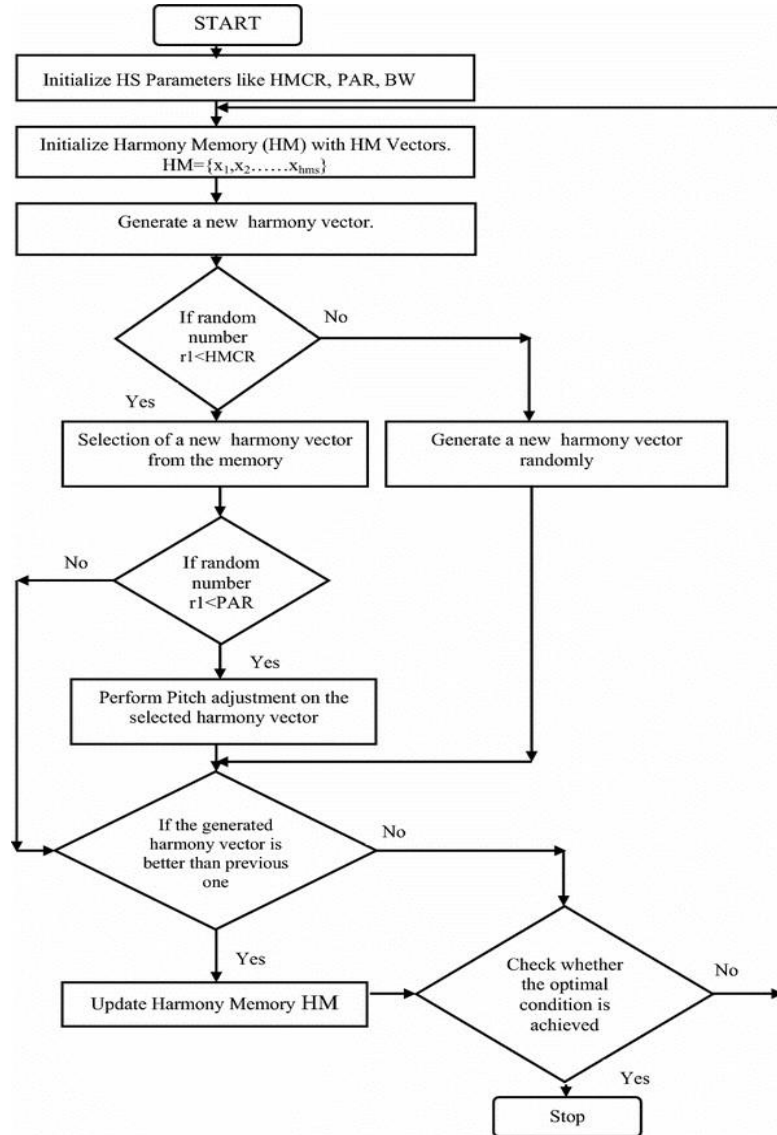 START
Initialize HS Parameters like HMCR, PAR, BW
Initialize Harmony Memory (HM) with HM Vectors.
HM={x₁,x₂......xₕₘₛ}
Generate a new harmony vector.
If random
number
r1<HMCR
No
Yes
Selection of a new harmony vector
from the memory
Generate a new harmony vector
randomly
No
If random
number
r1<PAR
Yes
Perform Pitch adjustment on the
selected harmony vector
If the generated
harmony vector is
better than previous
one
No
Yes
Update Harmony Memory HM
Check whether
the optimal
condition is
achieved
No
Yes
Stop